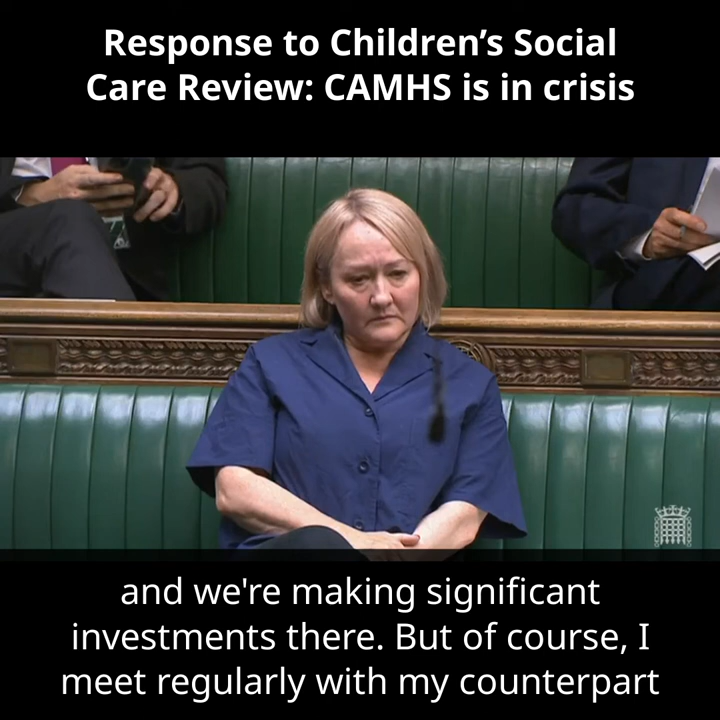 Response to Children’s Social
Care Review: CAMHS is in crisis
and we're making significant
investments there. But of course, I
meet regularly with my counterpart